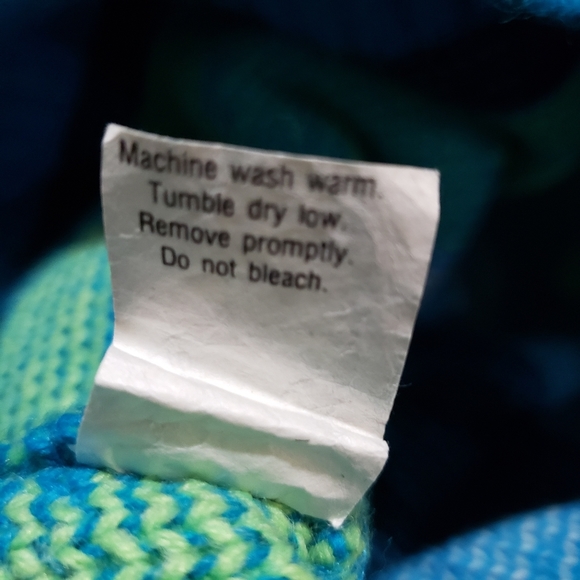 Machine wash warm.
Tumble dry low.
Remove promptly.
Do not bleach.